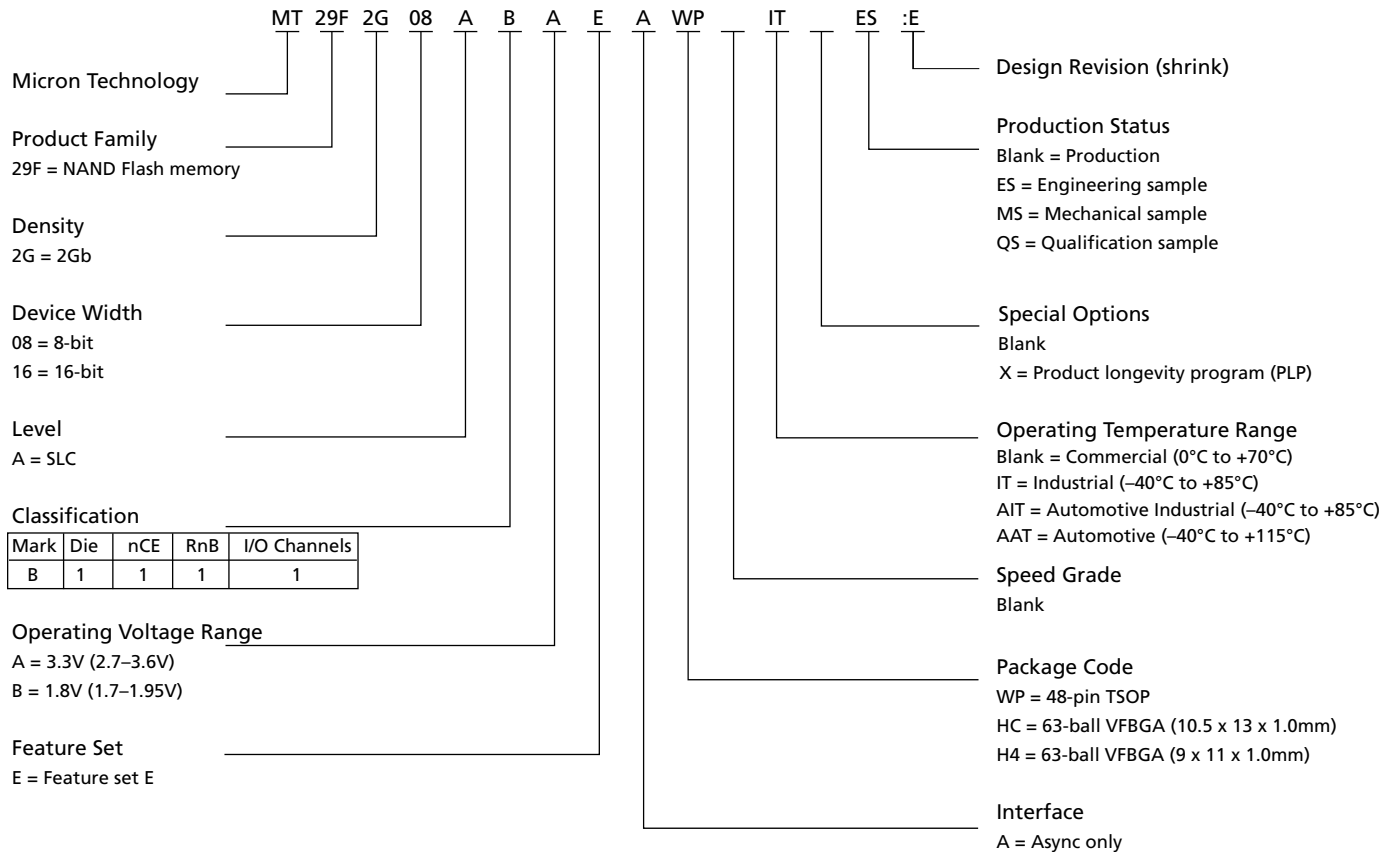 MT 29F 2G 08 A B A E A WP IT ES :E
Micron Technology
Product Family
29F = NAND Flash memory
Density
2G = 2Gb
Device Width
08 = 8-bit
16 = 16-bit
Level
A = SLC
Classification
Mark Die nCE RnB I/O Channels
B 1 1 1 1
Operating Voltage Range
A = 3.3V (2.7–3.6V)
B = 1.8V (1.7–1.95V)
Feature Set
E = Feature set E
Design Revision (shrink)
Production Status
Blank = Production
ES = Engineering sample
MS = Mechanical sample
QS = Qualification sample
Special Options
Blank
X = Product longevity program (PLP)
Operating Temperature Range
Blank = Commercial (0°C to +70°C)
IT = Industrial (–40°C to +85°C)
AIT = Automotive Industrial (–40°C to +85°C)
AAT = Automotive (–40°C to +115°C)
Speed Grade
Blank
Package Code
WP = 48-pin TSOP
HC = 63-ball VFBGA (10.5 x 13 x 1.0mm)
H4 = 63-ball VFBGA (9 x 11 x 1.0mm)
Interface
A = Async only